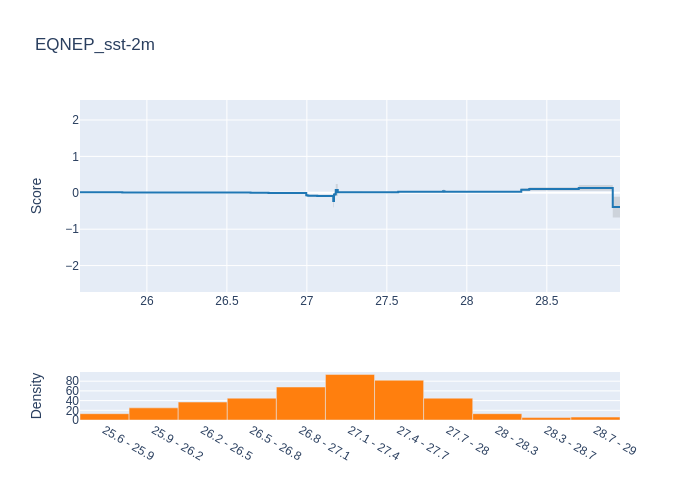 EQNEP_sst-2m
Score
2
1
0
−1
−2
26
26.5
27
27.5
28
28.5
Density
80
60
40
20
0
25.6 - 25.9
25.9 - 26.2
26.2 - 26.5
26.5 - 26.8
26.8 - 27.1
27.1 - 27.4
27.4 - 27.7
27.7 - 28
28 - 28.3
28.3 - 28.7
28.7 - 29